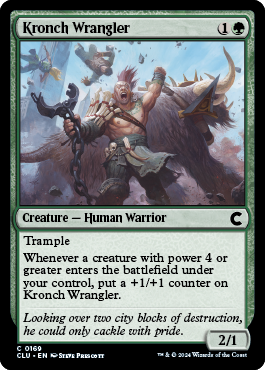 Kronch Wrangler 1
Creature — Human Warrior
Trample
Whenever a creature with power 4 or
greater enters the battlefield under
your control, put a +1/+1 counter on
Kronch Wrangler.
Looking over two city blocks of destruction,
he could only cackle with pride.
2/1
C 0169
CLU • EN Steve Prescott
™ & © 2024 Wizards of the Coast